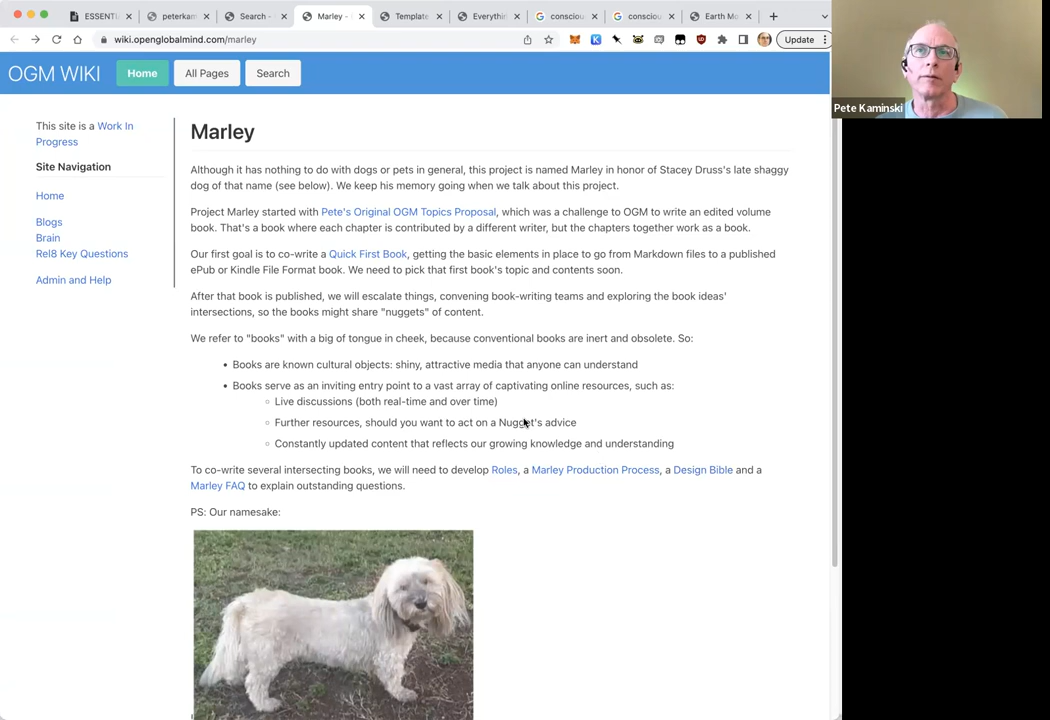 ESSENTI
peterkam
Search -
Marley -
Template
Everythin
consciou
consciou
Earth Mo
wiki.openglobalmind.com/marley
Update
OGM WIKI
Home
All Pages
Search
Pete Kaminski
This site is a Work In
Progress
Site Navigation
Home
Blogs
Brain
Rel8 Key Questions
Admin and Help
Marley
Although it has nothing to do with dogs or pets in general, this project is named Marley in honor of Stacey Druss's late shaggy
dog of that name (see below). We keep his memory going when we talk about this project.
Project Marley started with Pete's Original OGM Topics Proposal, which was a challenge to OGM to write an edited volume
book. That's a book where each chapter is contributed by a different writer, but the chapters together work as a book.
Our first goal is to co-write a Quick First Book, getting the basic elements in place to go from Markdown files to a published
ePub or Kindle File Format book. We need to pick that first book's topic and contents soon.
After that book is published, we will escalate things, convening book-writing teams and exploring the book ideas'
intersections, so the books might share "nuggets" of content.
We refer to "books" with a big of tongue in cheek, because conventional books are inert and obsolete. So:
Books are known cultural objects: shiny, attractive media that anyone can understand
Books serve as an inviting entry point to a vast array of captivating online resources, such as:
Live discussions (both real-time and over time)
Further resources, should you want to act on a Nugget's advice
Constantly updated content that reflects our growing knowledge and understanding
To co-write several intersecting books, we will need to develop Roles, a Marley Production Process, a Design Bible and a
Marley FAQ to explain outstanding questions.
PS: Our namesake: